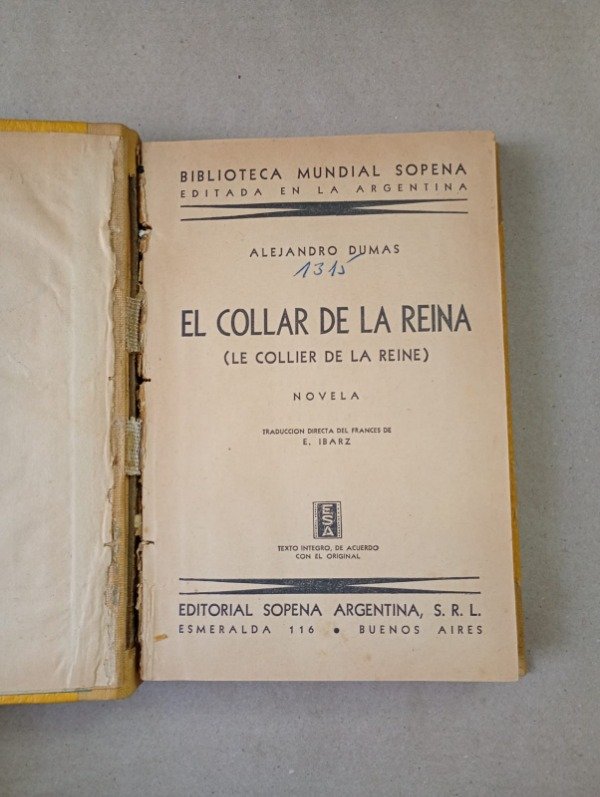 BIBLIOTECA MUNDIAL SOPENA
EDITADA EN LA ARGENTINA
ALEJANDRO DUMAS
1315
EL COLLAR DE LA REINA
(LE COLLIER DE LA REINE)
NOVELA
TRADUCCION DIRECTA DEL FRANCES DE
E. IBARZ
ESA
TEXTO INTEGRO, DE ACUERDO
CON EL ORIGINAL
EDITORIAL SOPENA ARGENTINA, S. R. L.
ESMERALDA 116 • BUENOS AIRES